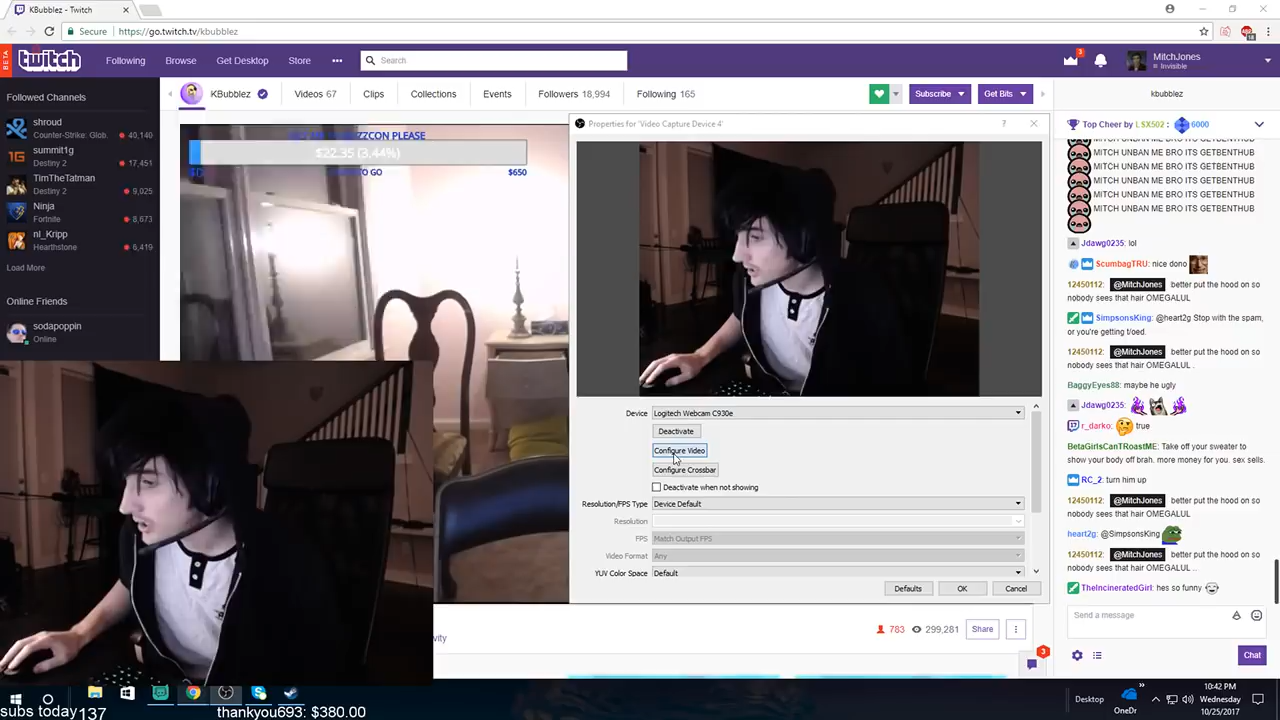 KBubblez - Twitch
Secure
https://go.twitch.tv/kbubblez
BETA
twitch
Following
Browse
Get Desktop
Store
Search
3
MitchJones
Invisible
Followed Channels
shroud
Counter-Strike: Glob.
40,140
summit1g
Destiny 2
17,451
TimTheTatman
Destiny 2
9,025
Ninja
Fortnite
8,673
nl_Kripp
Hearthstone
6,419
Load More
Online Friends
sodapoppin
Online
KBubblez
Videos 67
Clips
Collections
Events
Followers 18,994
Following 165
Subscribe
Get Bits
PLEASE
$22.35 (3.44%)
$650
Properties for 'Video Capture Device 4'
Device
Logitech Webcam C930e
Deactivate
Configure Video
Configure Crossbar
Deactivate when not showing
Resolution/FPS Type
Device Default
Resolution
FPS
Match Output FPS
Video Format
Any
YUV Color Space
Default
Defaults
OK
Cancel
783
299,281
Share
3
kbubblez
Top Cheer by LSX502 :
6000
MITCH UNBAN ME BRO ITS GETBENTHUB
MITCH UNBAN ME BRO ITS GETBENTHUB
MITCH UNBAN ME BRO ITS GETBENTHUB
MITCH UNBAN ME BRO ITS GETBENTHUB
MITCH UNBAN ME BRO ITS GETBENTHUB
MITCH UNBAN ME BRO ITS GETBENTHUB
Jdawg0235: lol
ScumbagTRU: nice dono
12450112: @MitchJones better put the hood on so
nobody sees that hair OMEGALUL
SimpsonsKing: @heart2g Stop with the spam,
or you're getting t/oed.
12450112: @MitchJones better put the hood on so
nobody sees that hair OMEGALUL .
BaggyEyes88: maybe he ugly
Jdawg0235:
r_darko: true
BetaGirlsCanTRoastME: Take off your sweater to
show your body off brah. more money for you. sex sells.
RC_2: turn him up
12450112: @MitchJones better put the hood on so
nobody sees that hair OMEGALUL .
heart2g: @SimpsonsKing
12450112: @MitchJones better put the hood on so
nobody sees that hair OMEGALUL ..
TheIncineratedGirl: hes so funny
Send a message
Chat
subs today 137
thankyou693: $380.00
Desktop
OneDr
10:42 PM
Wednesday
10/25/2017